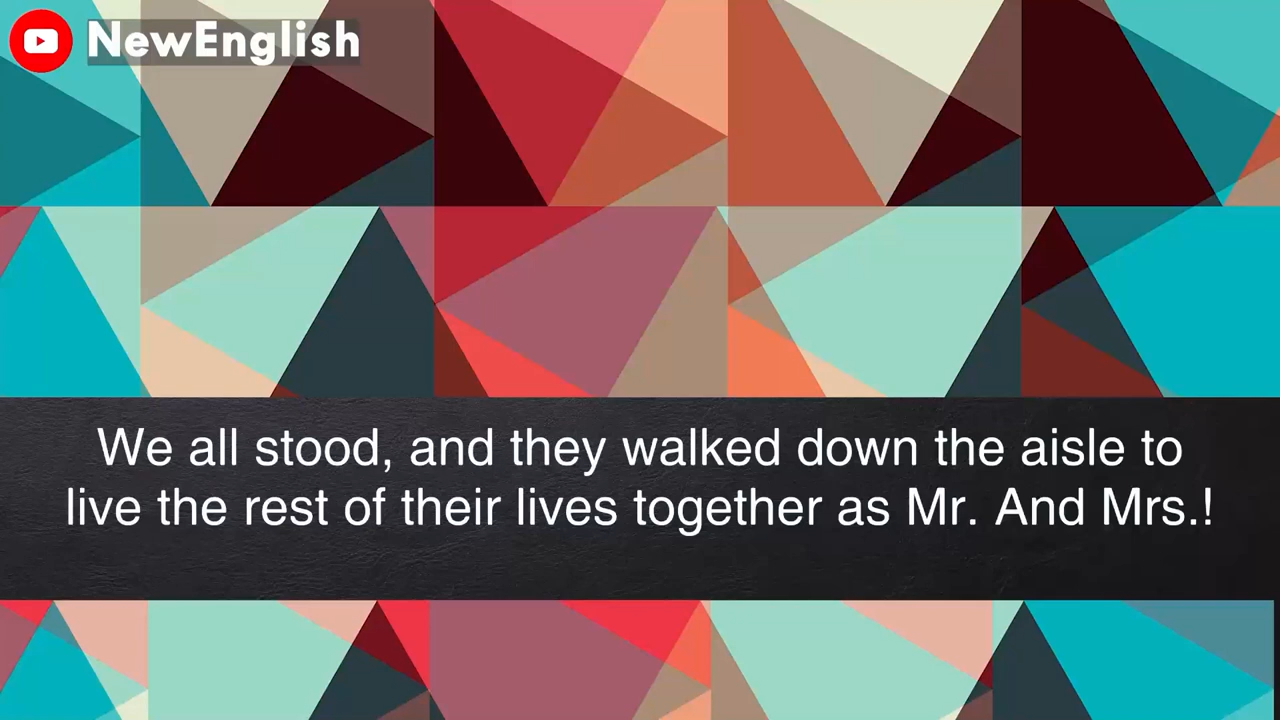 NewEnglish
We all stood, and they walked down the aisle to
live the rest of their lives together as Mr. And Mrs.!